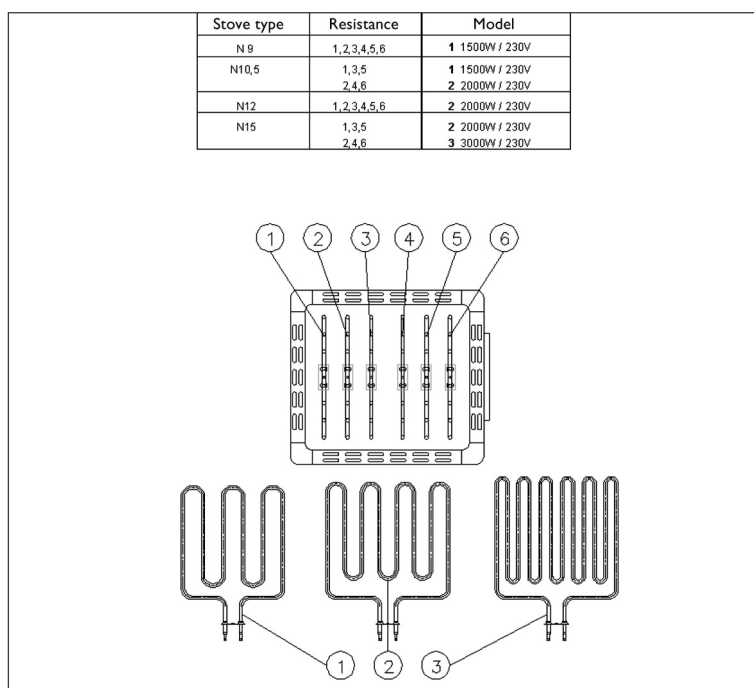 Stove type Resistance Model
N 9 1,2,3,4,5,6 1 1500W / 230V
N10,5 1,3,5 1 1500W / 230V
2,4,6 2 2000W / 230V
N12 1,2,3,4,5,6 2 2000W / 230V
N15 1,3,5 2 2000W / 230V
2,4,6 3 3000W / 230V
1 2 3 4 5 6
1 2 3